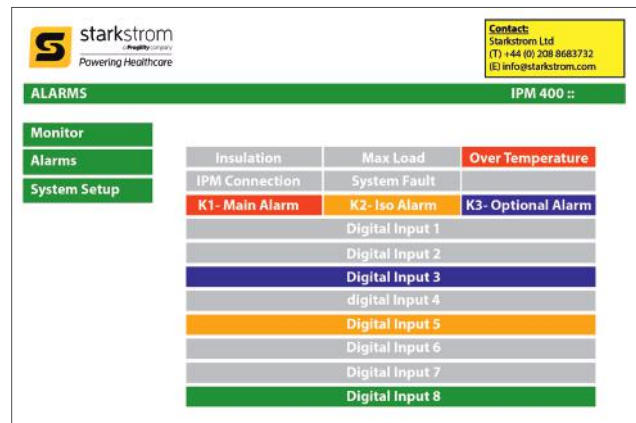 starkstrom
a Fragility company
Powering Healthcare
Contact:
Starkstrom Ltd
(T) +44 (0) 208 8683732
(E) info@starkstrom.com
ALARMS IPM 400 ::
Monitor
Alarms
System Setup
Insulation Max Load Over Temperature
IPM Connection System Fault
K1- Main Alarm K2- Iso Alarm K3- Optional Alarm
Digital Input 1
Digital Input 2
Digital Input 3
digital Input 4
Digital Input 5
Digital Input 6
Digital Input 7
Digital Input 8